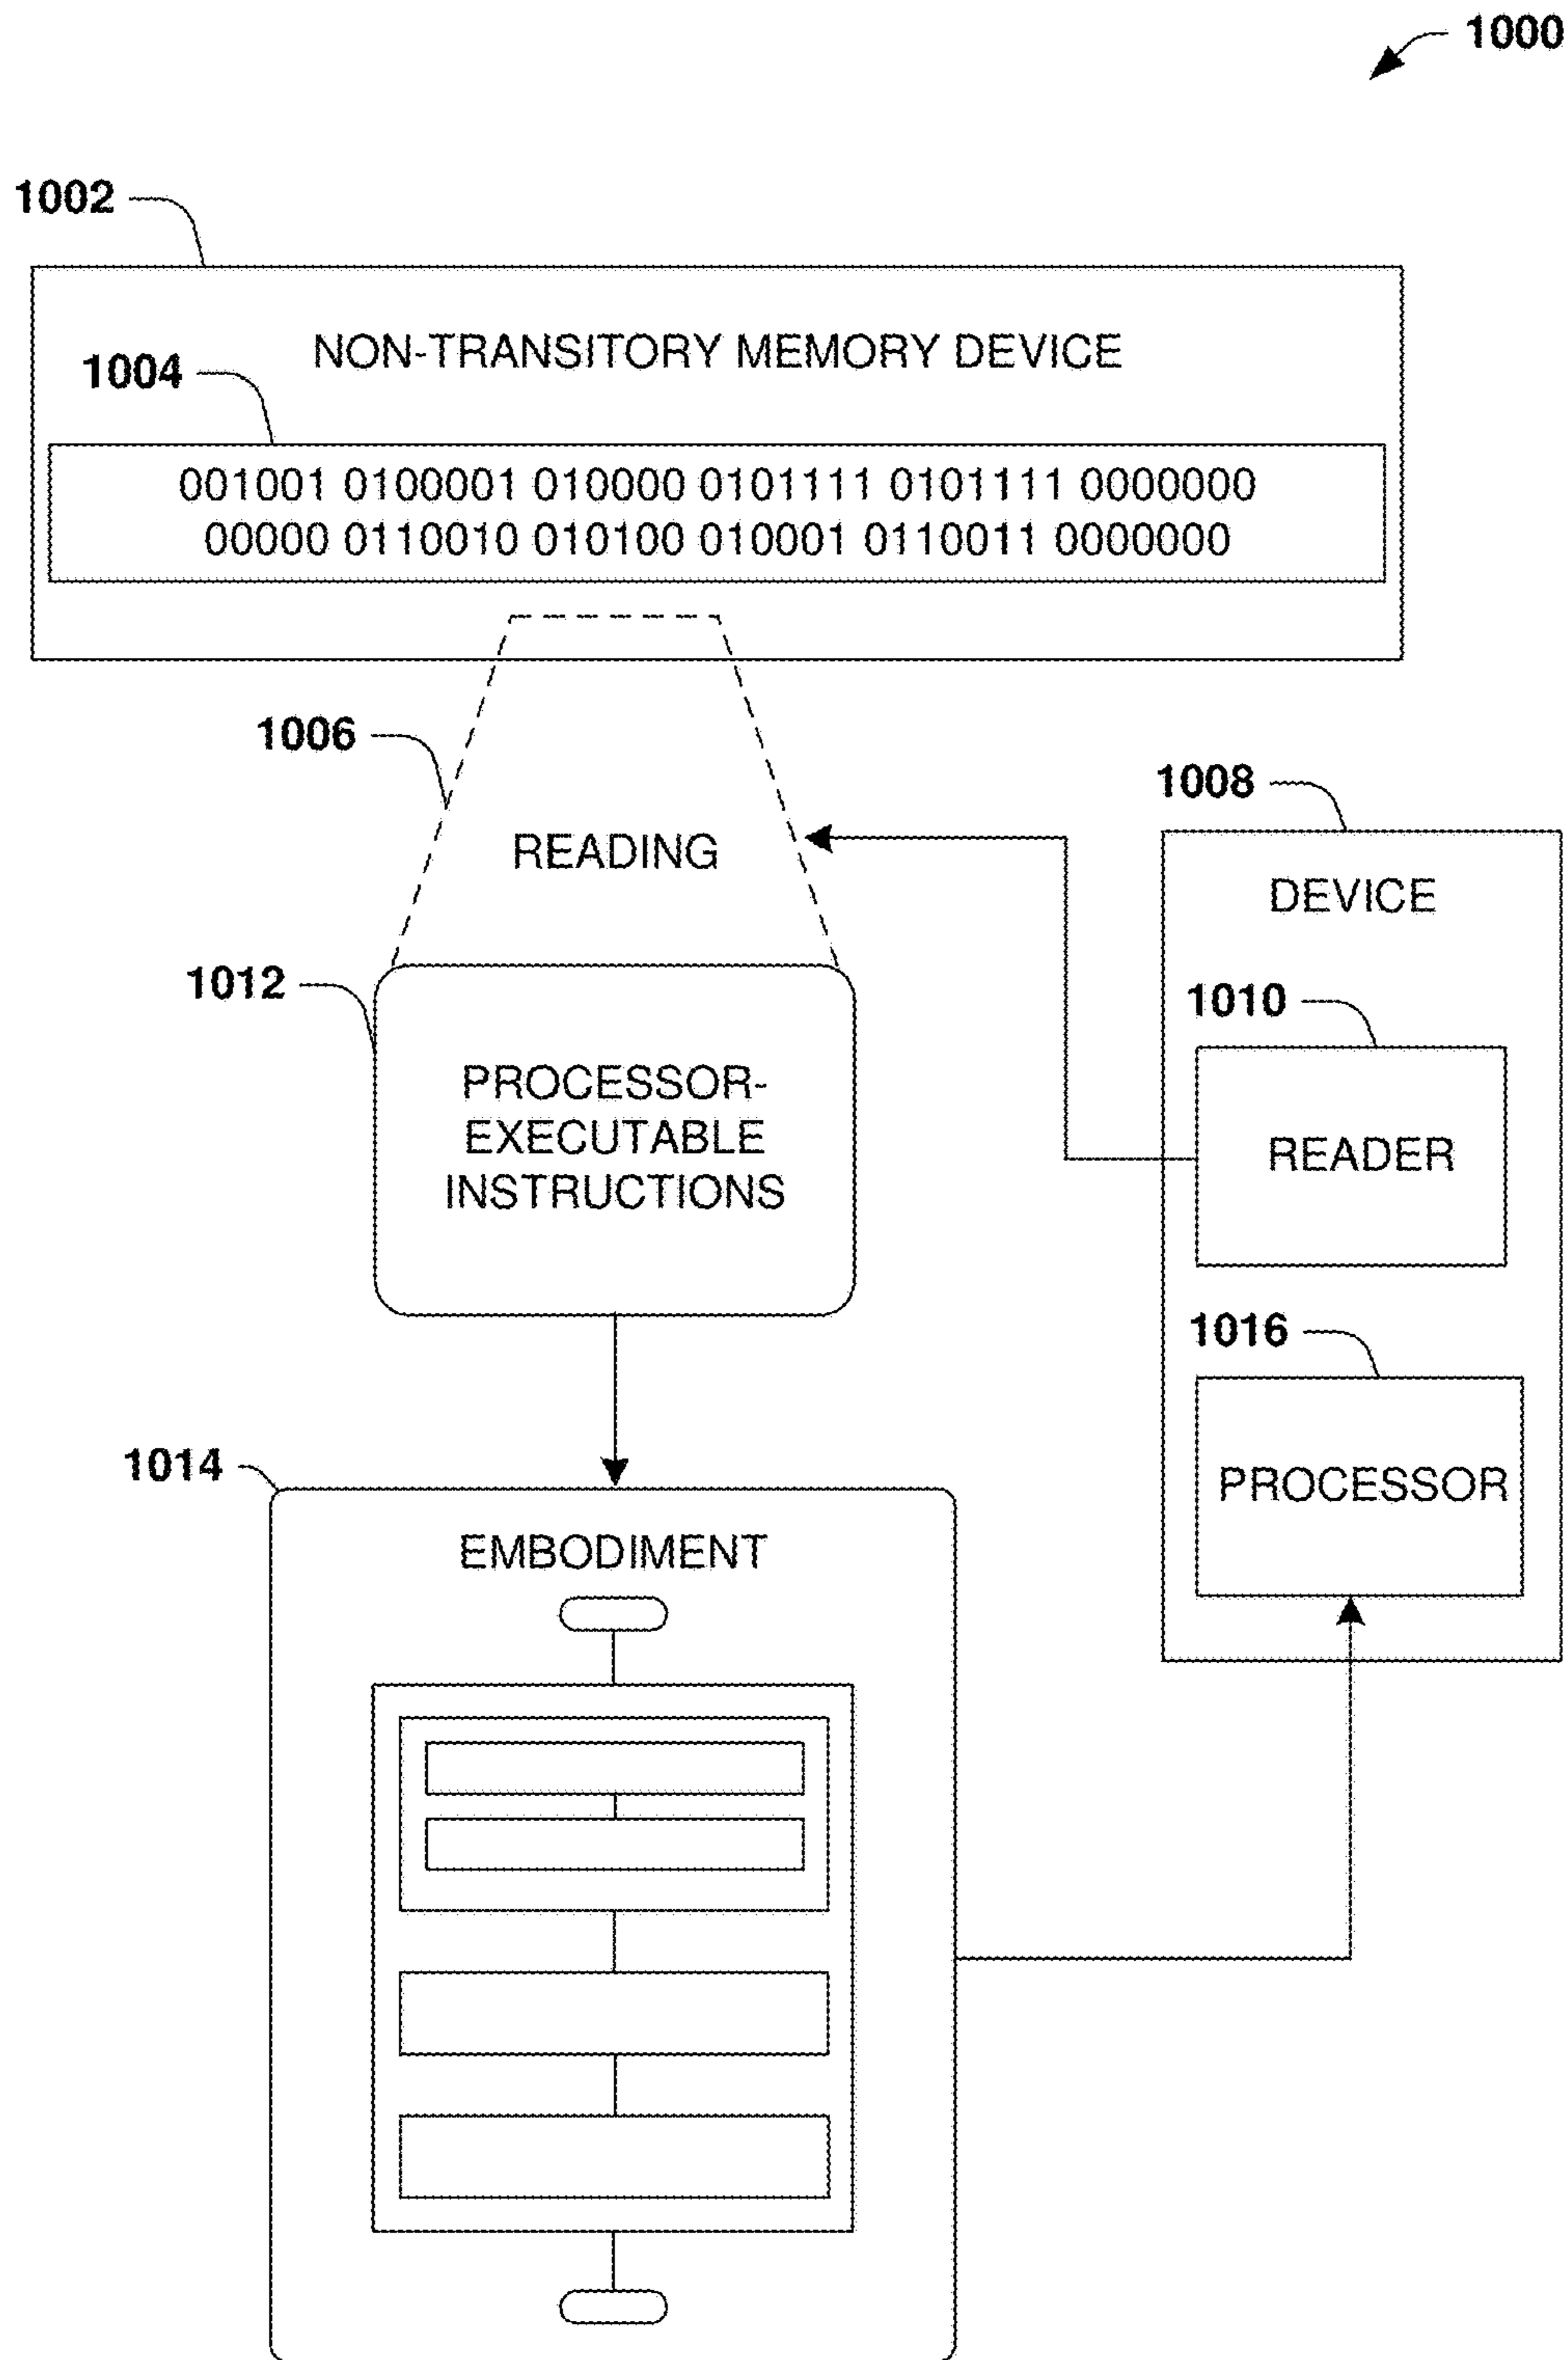 1000
1002
NON-TRANSITORY MEMORY DEVICE
1004
001001 0100001 010000 0101111 0101111 0000000
00000 0110010 010100 010001 0110011 0000000
1006
READING
1008
DEVICE
1010
READER
1012
PROCESSOR-
EXECUTABLE
INSTRUCTIONS
1016
PROCESSOR
1014
EMBODIMENT